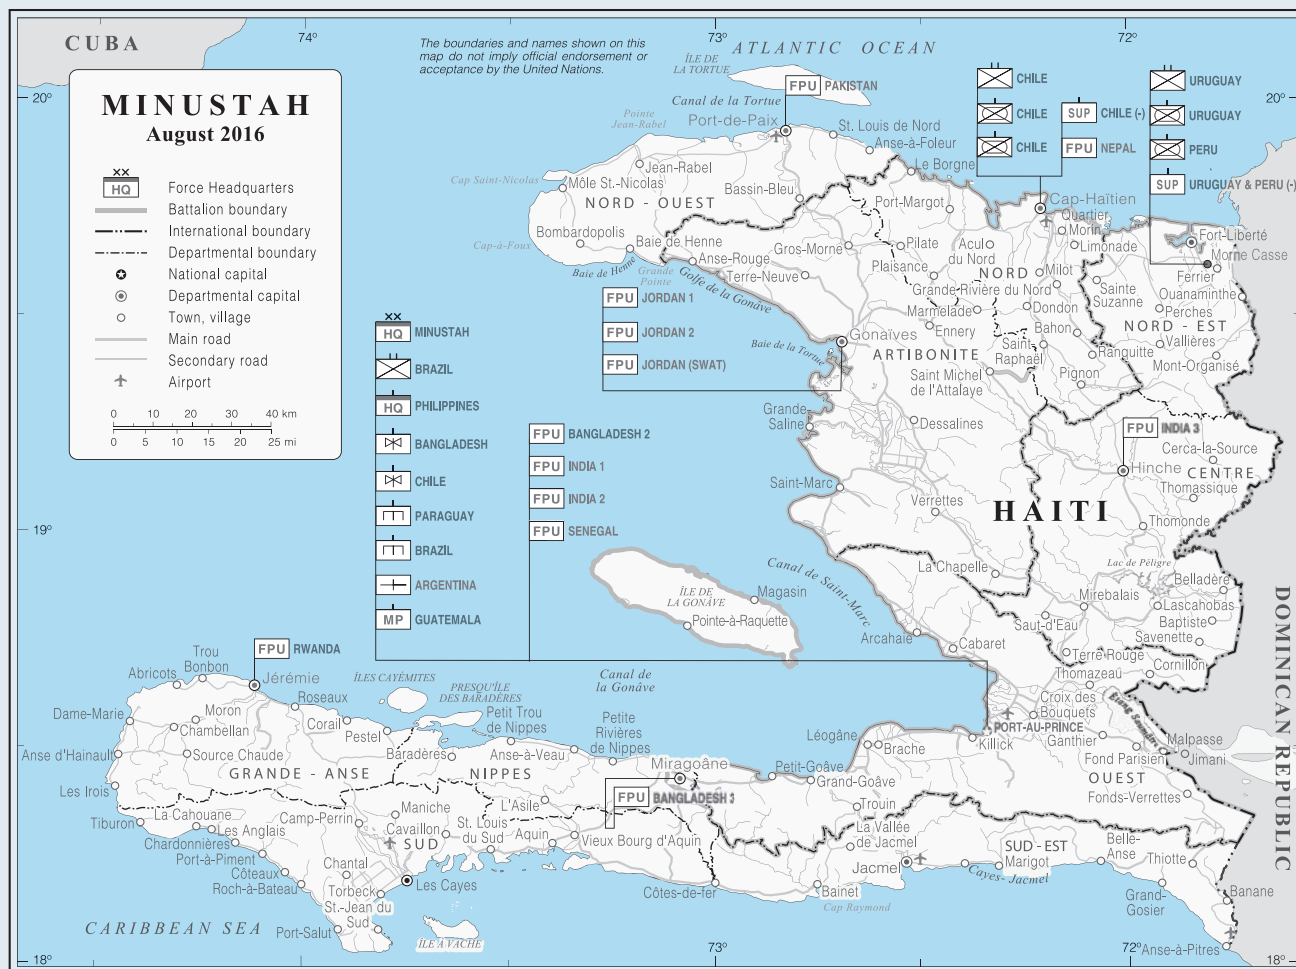 CUBA
74°
73°
72°
The boundaries and names shown on this
map do not imply official endorsement or
acceptance by the United Nations.
ATLANTIC OCEAN
20°
20°
MINUSTAH
August 2016
XX
HQ Force Headquarters
Battalion boundary
International boundary
Departmental boundary
National capital
Departmental capital
Town, village
Main road
Secondary road
Airport
0 10 20 30 40 km
0 5 10 15 20 25 mi
ÎLE DE
LA TORTUE
FPU PAKISTAN
Canal de la Tortue
Port-de-Paix
Pointe
Jean-Rabel
St. Louis de Nord
Anse-à-Foleur
Le Borgne
CHILE
CHILE
CHILE
SUP CHILE (-)
FPU NEPAL
URUGUAY
URUGUAY
PERU
SUP URUGUAY & PERU (-)
Jean-Rabel
Cap Saint-Nicolas
Môle St.-Nicolas
NORD - OUEST
Bassin-Bleu
Port-Margot
Cap-Haïtien
Quartier
Morin
Limonade
Fort-Liberté
Morne Casse
Ferrier
Ouanaminthe
Bombardopolis
Cap-à-Foux
Baie de Henne
Baie de Henne
Grande
Pointe
Anse-Rouge
Terre-Neuve
Gros-Morne
Pilate
Plaisance
Acul
du Nord
NORD
Milot
Grande-Rivière du Nord
Sainte
Suzanne
Perches
NORD - EST
Vallières
Mont-Organisé
Golfe de la Gonâve
Marmelade
Ennery
Dondon
Bahon
Saint-
Raphaël
Ranquitte
Pignon
FPU JORDAN 1
FPU JORDAN 2
FPU JORDAN (SWAT)
Baie de la Tortue
Gonaïves
ARTIBONITE
Saint Michel
de l'Attalaye
XX
HQ MINUSTAH
BRAZIL
HQ PHILIPPINES
BANGLADESH
CHILE
PARAGUAY
BRAZIL
ARGENTINA
MP GUATEMALA
FPU BANGLADESH 2
FPU INDIA 1
FPU INDIA 2
FPU SENEGAL
Grande-
Saline
Dessalines
FPU INDIA 3
Cerca-la-Source
Hinche
CENTRE
Thomassique
Thomonde
Saint-Marc
Verrettes
HAITI
19°
Lac de Péligre
Belladère
La Chapelle
Mirebalais
Lascahobas
Baptiste
Savenette
Saut-d'Eau
Canal de Saint-Marc
ÎLE DE
LA GONÂVE
Magasin
Pointe-à-Raquette
Arcahaie
Cabaret
Terre-Rouge
Cornillon
Thomazeau
FPU RWANDA
Jérémie
Trou
Bonbon
Abricots
Roseaux
Corail
Pestel
Moron
Chambellan
Dame-Marie
Source Chaude
Anse d'Hainault
Les Irois
GRANDE - ANSE
ÎLES CAYÉMITES
PRESQU'ÎLE
DES BARADÈRES
Canal de
la Gonâve
Petit Trou
de Nippes
Petite
Rivières
de Nippes
Baradères
Anse-à-Veau
NIPPES
Miragoâne
L'Asile
FPU BANGLADESH 3
Petit-Goâve
Léogâne
Brache
Grand-Goâve
Killick
PORT-AU-PRINCE
Croix des
Bouquets
Ganthier
Etang Saumâtre
Malpasse
Jimani
Fond Parisien
OUEST
Fonds-Verrettes
DOMINICAN REPUBLIC
Trouin
La Vallée
de Jacmel
Jacmel
SUD-EST
Marigot
Cayes-Jacmel
Belle-
Anse
Thiotte
Grand-
Gosier
Banane
Anse-à-Pitres
Bainet
Cap Raymond
Côtes-de-fer
Vieux Bourg d'Aquin
Aquin
St. Louis
du Sud
Cavaillon
Maniche
Camp-Perrin
SUD
Chantal
Torbeck
Les Cayes
St.-Jean du
Sud
Port-Salut
Tiburon
La Cahouane
Les Anglais
Chardonnières
Port-à-Piment
Côteaux
Roch-à-Bateau
ÎLE À VACHE
CARIBBEAN SEA
18°
73°
72°
18°